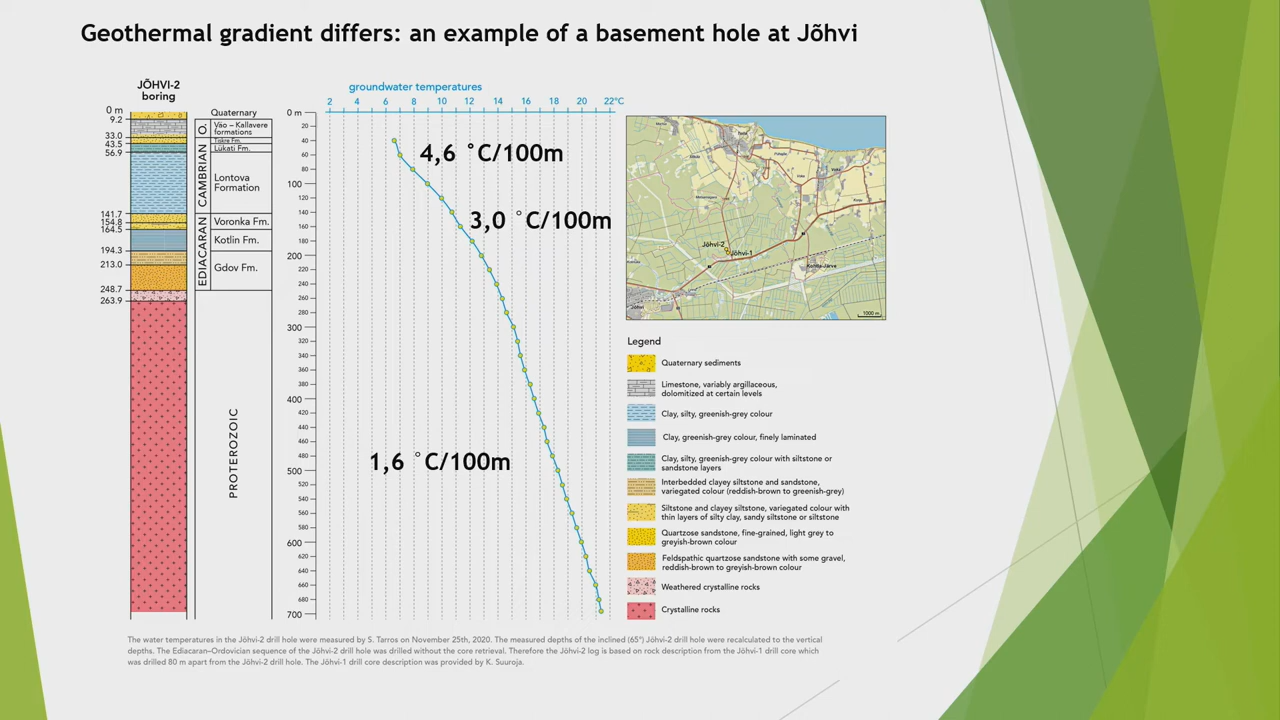 Geothermal gradient differs: an example of a basement hole at Jõhvi
JÕHVI-2
boring
0 m
9.2
33.0
43.5
56.9
141.7
154.8
164.5
194.3
213.0
248.7
263.9
Quaternary
O.
Väo – Kallavere
formations
CAMBRIAN
Tiskre Fm.
Lükati Fm.
Lontova
Formation
EDIACARAN
Voronka Fm.
Kotlin Fm.
Gdov Fm.
PROTEROZOIC
groundwater temperatures
2 4 6 8 10 12 14 16 18 20 22°C
0 m
20
40
60
80
100
120
140
160
180
200
220
240
260
280
300
320
340
360
380
400
420
440
460
480
500
520
540
560
580
600
620
640
660
680
700
4,6 °C/100m
3,0 °C/100m
1,6 °C/100m
Jõhvi-2
Jõhvi-1
Kohtla-Järve
Jõhvi
1000 m
Legend
Quaternary sediments
Limestone, variably argillaceous,
dolomitized at certain levels
Clay, silty, greenish-grey colour
Clay, greenish-grey colour, finely laminated
Clay, silty, greenish-grey colour with siltstone or
sandstone layers
Interbedded clayey siltstone and sandstone,
variegated colour (reddish-brown to greenish-grey)
Siltstone and clayey siltstone, variegated colour with
thin layers of silty clay, sandy siltstone or siltstone
Quartzose sandstone, fine-grained, light grey to
greyish-brown colour
Feldspathic quartzose sandstone with some gravel,
reddish-brown to greyish-brown colour
Weathered crystalline rocks
Crystalline rocks
The water temperatures in the Jõhvi-2 drill hole were measured by S. Tarros on November 25th, 2020. The measured depths of the inclined (65°) Jõhvi-2 drill hole were recalculated to the vertical
depths. The Ediacaran–Ordovician sequence of the Jõhvi-2 drill hole was drilled without the core retrieval. Therefore the Jõhvi-2 log is based on rock description from the Jõhvi-1 drill core which
was drilled 80 m apart from the Jõhvi-2 drill hole. The Jõhvi-1 drill core description was provided by K. Suuroja.